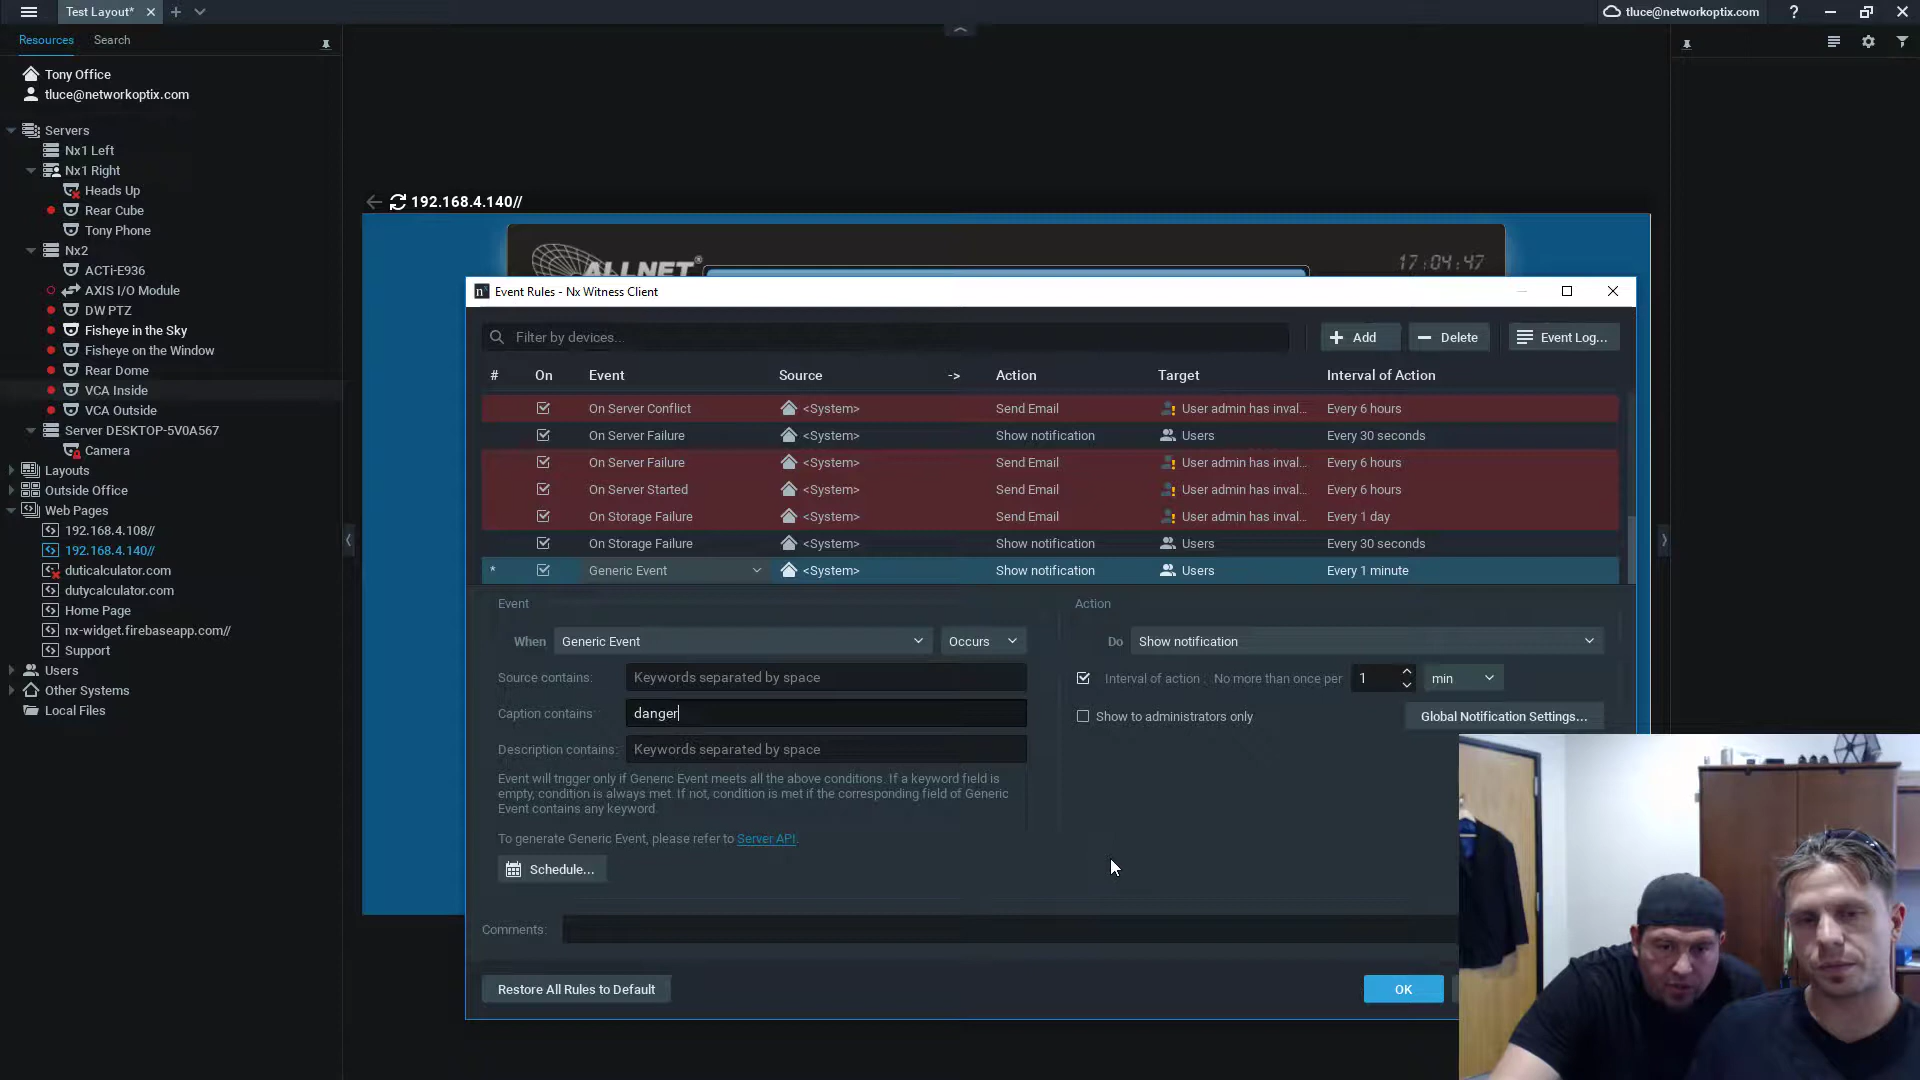 Test Layout*
tluce@networkoptix.com
?
Resources
Search
Tony Office
tluce@networkoptix.com
Servers
Nx1 Left
Nx1 Right
Heads Up
Rear Cube
Tony Phone
Nx2
ACTi-E936
AXIS I/O Module
DW PTZ
Fisheye in the Sky
Fisheye on the Window
Rear Dome
VCA Inside
VCA Outside
Server DESKTOP-5V0A567
Camera
Layouts
Outside Office
Web Pages
192.168.4.108//
192.168.4.140//
duticalculator.com
dutycalculator.com
Home Page
nx-widget.firebaseapp.com//
Support
Users
Other Systems
Local Files
192.168.4.140//
ALLNET®
17:04:47
Event Rules - Nx Witness Client
Filter by devices...
Add
Delete
Event Log...
# On Event Source -> Action Target Interval of Action
On Server Conflict <System> Send Email User admin has inval... Every 6 hours
On Server Failure <System> Show notification Users Every 30 seconds
On Server Failure <System> Send Email User admin has inval... Every 6 hours
On Server Started <System> Send Email User admin has inval... Every 6 hours
On Storage Failure <System> Send Email User admin has inval... Every 1 day
On Storage Failure <System> Show notification Users Every 30 seconds
* Generic Event <System> Show notification Users Every 1 minute
Event
When Generic Event Occurs
Source contains: Keywords separated by space
Caption contains: danger
Description contains: Keywords separated by space
Event will trigger only if Generic Event meets all the above conditions. If a keyword field is
empty, condition is always met. If not, condition is met if the corresponding field of Generic
Event contains any keyword.
To generate Generic Event, please refer to Server API.
Schedule...
Action
Do Show notification
Interval of action No more than once per 1 min
Show to administrators only
Global Notification Settings...
Comments:
Restore All Rules to Default
OK